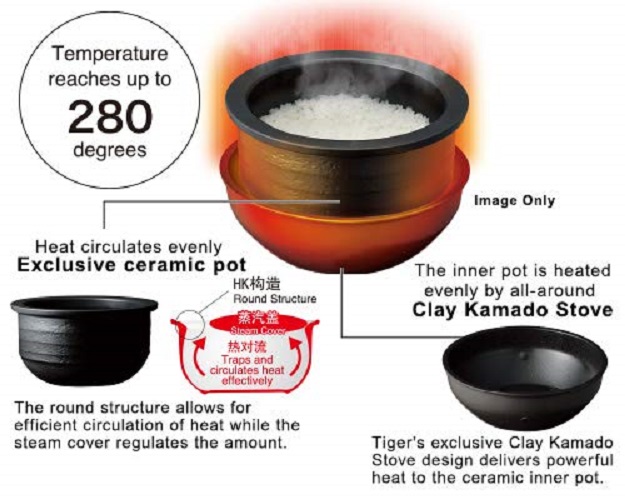 Temperature
reaches up to
280
degrees
Image Only
Heat circulates evenly
Exclusive ceramic pot
HK构造
Round Structure
蒸汽盖
Steam Cover
热对流
Traps and
circulates heat
effectively
The round structure allows for
efficient circulation of heat while the
steam cover regulates the amount.
The inner pot is heated
evenly by all-around
Clay Kamado Stove
Tiger's exclusive Clay Kamado
Stove design delivers powerful
heat to the ceramic inner pot.